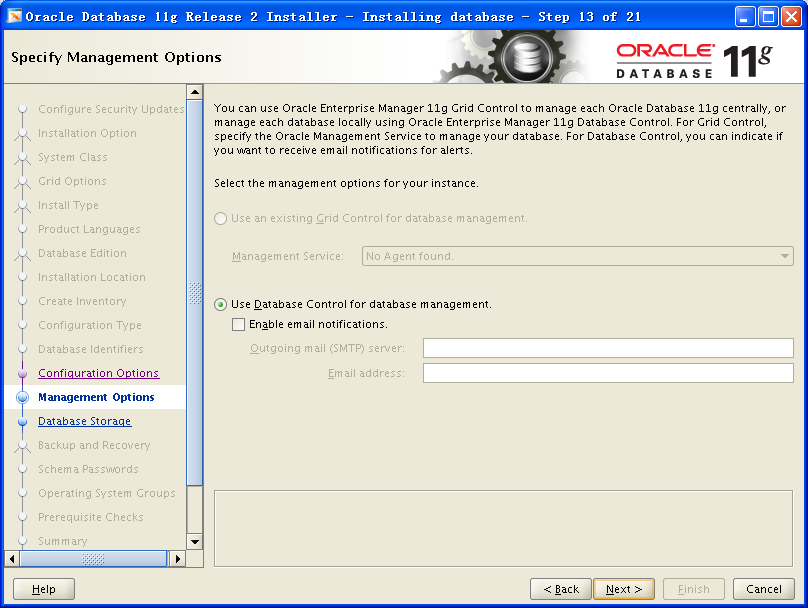 Oracle Database 11g Release 2 Installer - Installing database - Step 13 of 21
Specify Management Options
ORACLE
DATABASE 11g
Configure Security Updates
Installation Option
System Class
Grid Options
Install Type
Product Languages
Database Edition
Installation Location
Create Inventory
Configuration Type
Database Identifiers
Configuration Options
Management Options
Database Storage
Backup and Recovery
Schema Passwords
Operating System Groups
Prerequisite Checks
Summary
You can use Oracle Enterprise Manager 11g Grid Control to manage each Oracle Database 11g centrally, or
manage each database locally using Oracle Enterprise Manager 11g Database Control. For Grid Control,
specify the Oracle Management Service to manage your database. For Database Control, you can indicate if
you want to receive email notifications for alerts.
Select the management options for your instance.
Use an existing Grid Control for database management.
Management Service: No Agent found.
Use Database Control for database management.
Enable email notifications.
Outgoing mail (SMTP) server:
Email address:
Help
< Back
Next >
Finish
Cancel